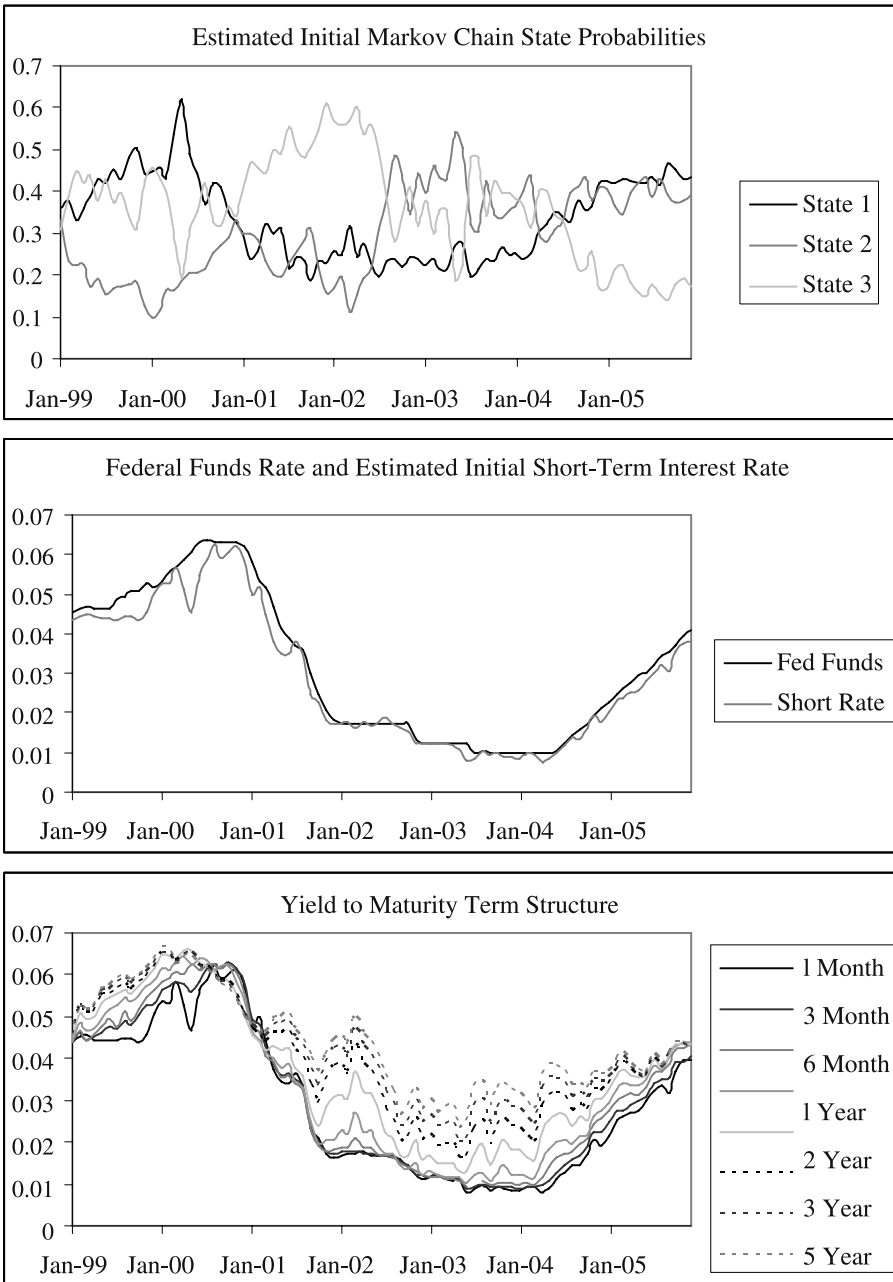 Estimated Initial Markov Chain State Probabilities
0.7
0.6
0.5
0.4
0.3
0.2
0.1
0
Jan-99 Jan-00 Jan-01 Jan-02 Jan-03 Jan-04 Jan-05
State 1
State 2
State 3
Federal Funds Rate and Estimated Initial Short-Term Interest Rate
0.07
0.06
0.05
0.04
0.03
0.02
0.01
0
Jan-99 Jan-00 Jan-01 Jan-02 Jan-03 Jan-04 Jan-05
Fed Funds
Short Rate
Yield to Maturity Term Structure
0.07
0.06
0.05
0.04
0.03
0.02
0.01
0
Jan-99 Jan-00 Jan-01 Jan-02 Jan-03 Jan-04 Jan-05
1 Month
3 Month
6 Month
1 Year
2 Year
3 Year
5 Year